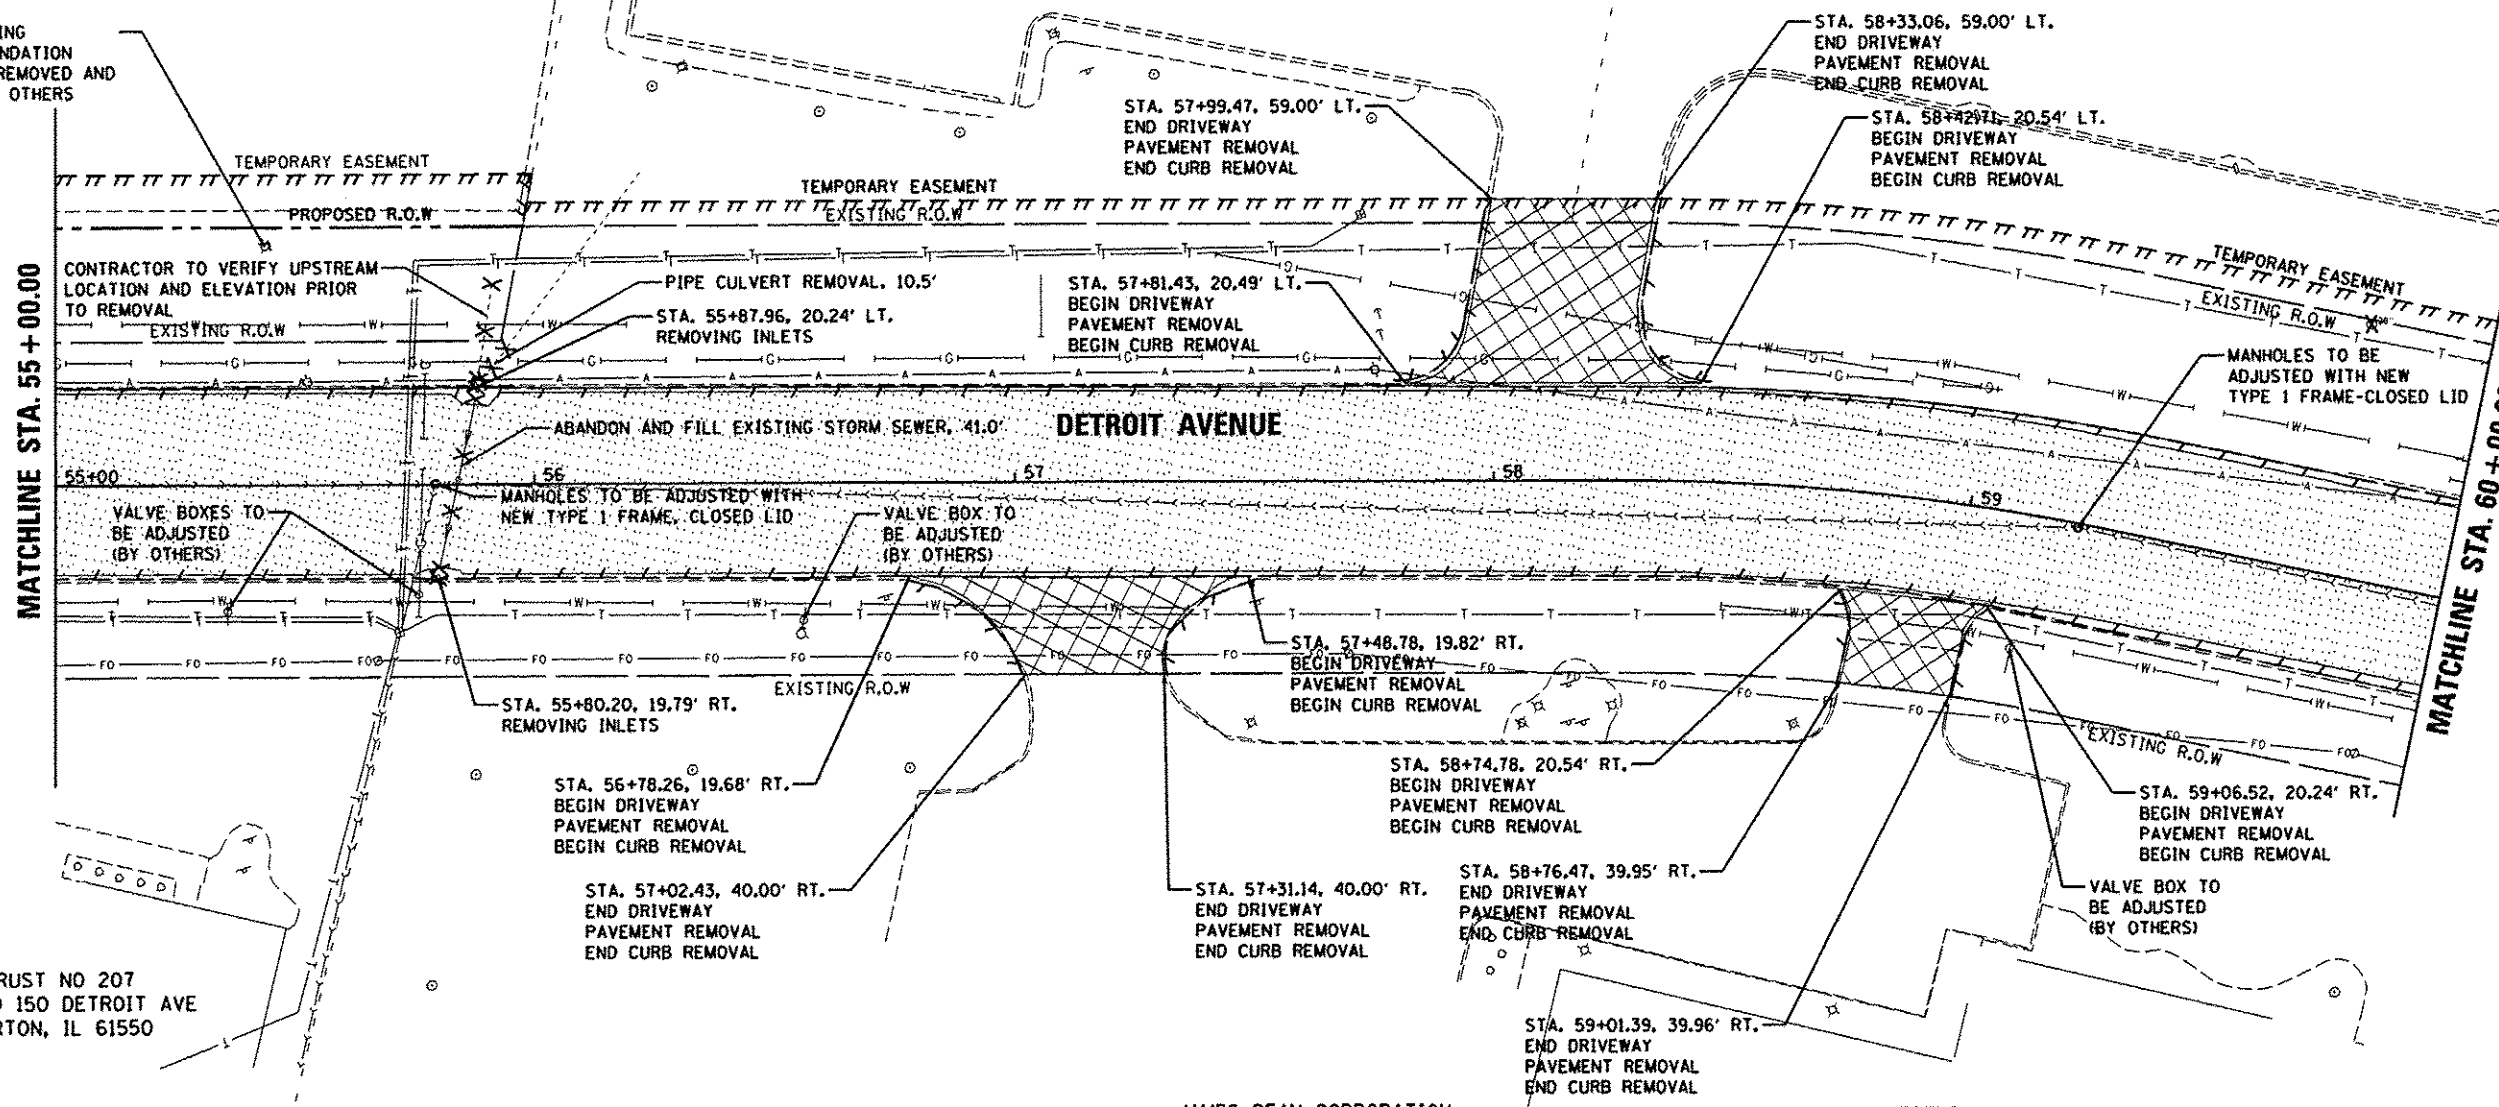 ING
NDATION
REMOVED AND
OTHERS
TEMPORARY EASEMENT
PROPOSED R.O.W
CONTRACTOR TO VERIFY UPSTREAM
LOCATION AND ELEVATION PRIOR
TO REMOVAL
EXISTING R.O.W
MATCHLINE STA. 55+00.00
PIPE CULVERT REMOVAL, 10.5'
STA. 55+87.96, 20.24' LT.
REMOVING INLETS
TEMPORARY EASEMENT
EXISTING R.O.W
STA. 57+99.47, 59.00' LT.
END DRIVEWAY
PAVEMENT REMOVAL
END CURB REMOVAL
STA. 57+81.43, 20.49' LT.
BEGIN DRIVEWAY
PAVEMENT REMOVAL
BEGIN CURB REMOVAL
STA. 58+33.06, 59.00' LT.
END DRIVEWAY
PAVEMENT REMOVAL
END CURB REMOVAL
STA. 58+42.71, 20.54' LT.
BEGIN DRIVEWAY
PAVEMENT REMOVAL
BEGIN CURB REMOVAL
TEMPORARY EASEMENT
EXISTING R.O.W
MANHOLES TO BE
ADJUSTED WITH NEW
TYPE 1 FRAME-CLOSED LID
ABANDON AND FILL EXISTING STORM SEWER, 41.0'
DETROIT AVENUE
55+00
56
57
58
59
MANHOLES TO BE ADJUSTED WITH
NEW TYPE 1 FRAME, CLOSED LID
VALVE BOXES TO
BE ADJUSTED
(BY OTHERS)
VALVE BOX TO
BE ADJUSTED
(BY OTHERS)
MATCHLINE STA. 60+00.00
STA. 55+80.20, 19.79' RT.
REMOVING INLETS
EXISTING R.O.W
STA. 57+48.78, 19.82' RT.
BEGIN DRIVEWAY
PAVEMENT REMOVAL
BEGIN CURB REMOVAL
EXISTING R.O.W
STA. 56+78.26, 19.68' RT.
BEGIN DRIVEWAY
PAVEMENT REMOVAL
BEGIN CURB REMOVAL
STA. 58+74.78, 20.54' RT.
BEGIN DRIVEWAY
PAVEMENT REMOVAL
BEGIN CURB REMOVAL
STA. 59+06.52, 20.24' RT.
BEGIN DRIVEWAY
PAVEMENT REMOVAL
BEGIN CURB REMOVAL
STA. 57+02.43, 40.00' RT.
END DRIVEWAY
PAVEMENT REMOVAL
END CURB REMOVAL
STA. 57+31.14, 40.00' RT.
END DRIVEWAY
PAVEMENT REMOVAL
END CURB REMOVAL
STA. 58+76.47, 39.95' RT.
END DRIVEWAY
PAVEMENT REMOVAL
END CURB REMOVAL
VALVE BOX TO
BE ADJUSTED
(BY OTHERS)
RUST NO 207
150 DETROIT AVE
RTON, IL 61550
STA. 59+01.39, 39.96' RT.
END DRIVEWAY
PAVEMENT REMOVAL
END CURB REMOVAL